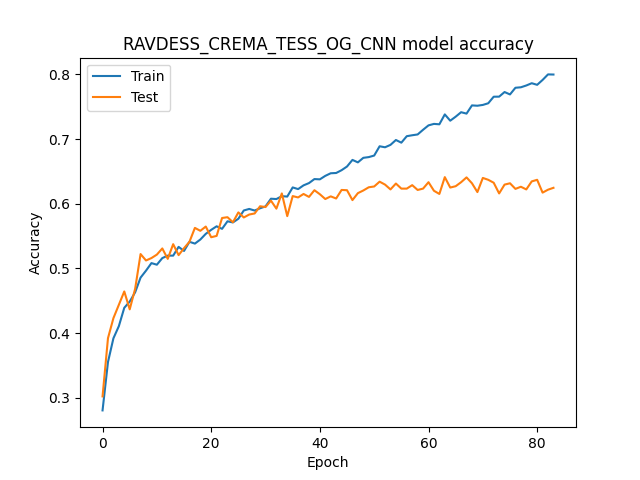 RAVDESS_CREMA_TESS_OG_CNN model accuracy
Train
Test
0.8
0.7
0.6
0.5
0.4
0.3
Accuracy
0 20 40 60 80
Epoch